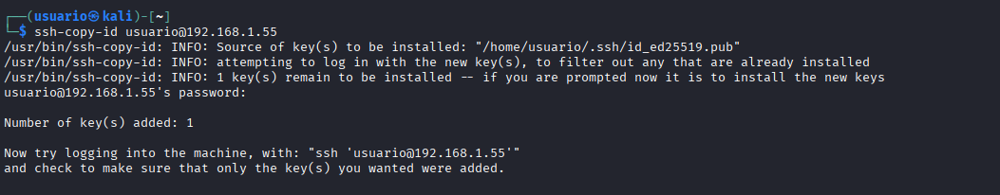 ┌──(usuario㉿kali)-[~]
└─$ ssh-copy-id usuario@192.168.1.55
/usr/bin/ssh-copy-id: INFO: Source of key(s) to be installed: "/home/usuario/.ssh/id_ed25519.pub"
/usr/bin/ssh-copy-id: INFO: attempting to log in with the new key(s), to filter out any that are already installed
/usr/bin/ssh-copy-id: INFO: 1 key(s) remain to be installed -- if you are prompted now it is to install the new keys
usuario@192.168.1.55's password:
Number of key(s) added: 1
Now try logging into the machine, with: "ssh 'usuario@192.168.1.55'"
and check to make sure that only the key(s) you wanted were added.